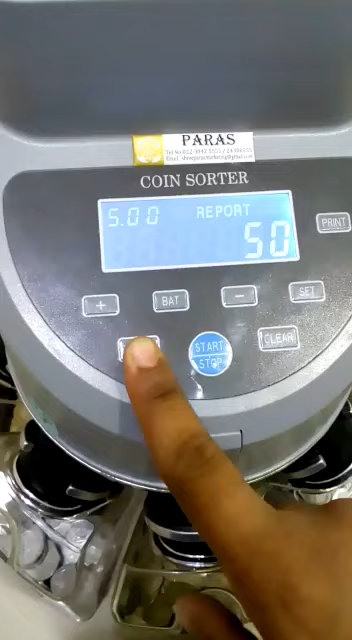 PARAS
COIN SORTER
5.00 REPORT
50
PRINT
+ BAT - SET
START
STOP
CLEAR